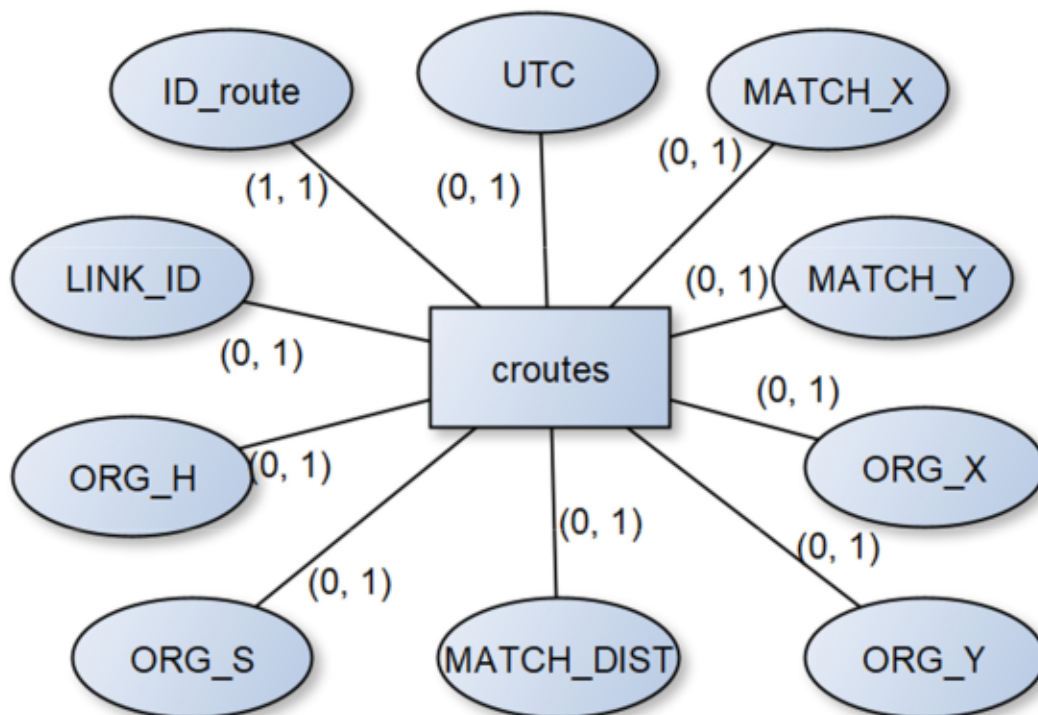 ID_route
UTC
MATCH_X
(1, 1)
(0, 1)
(0, 1)
LINK_ID
MATCH_Y
(0, 1)
(0, 1)
croutes
(0, 1)
ORG_H
(0, 1)
ORG_X
(0, 1)
(0, 1)
(0, 1)
ORG_S
MATCH_DIST
ORG_Y